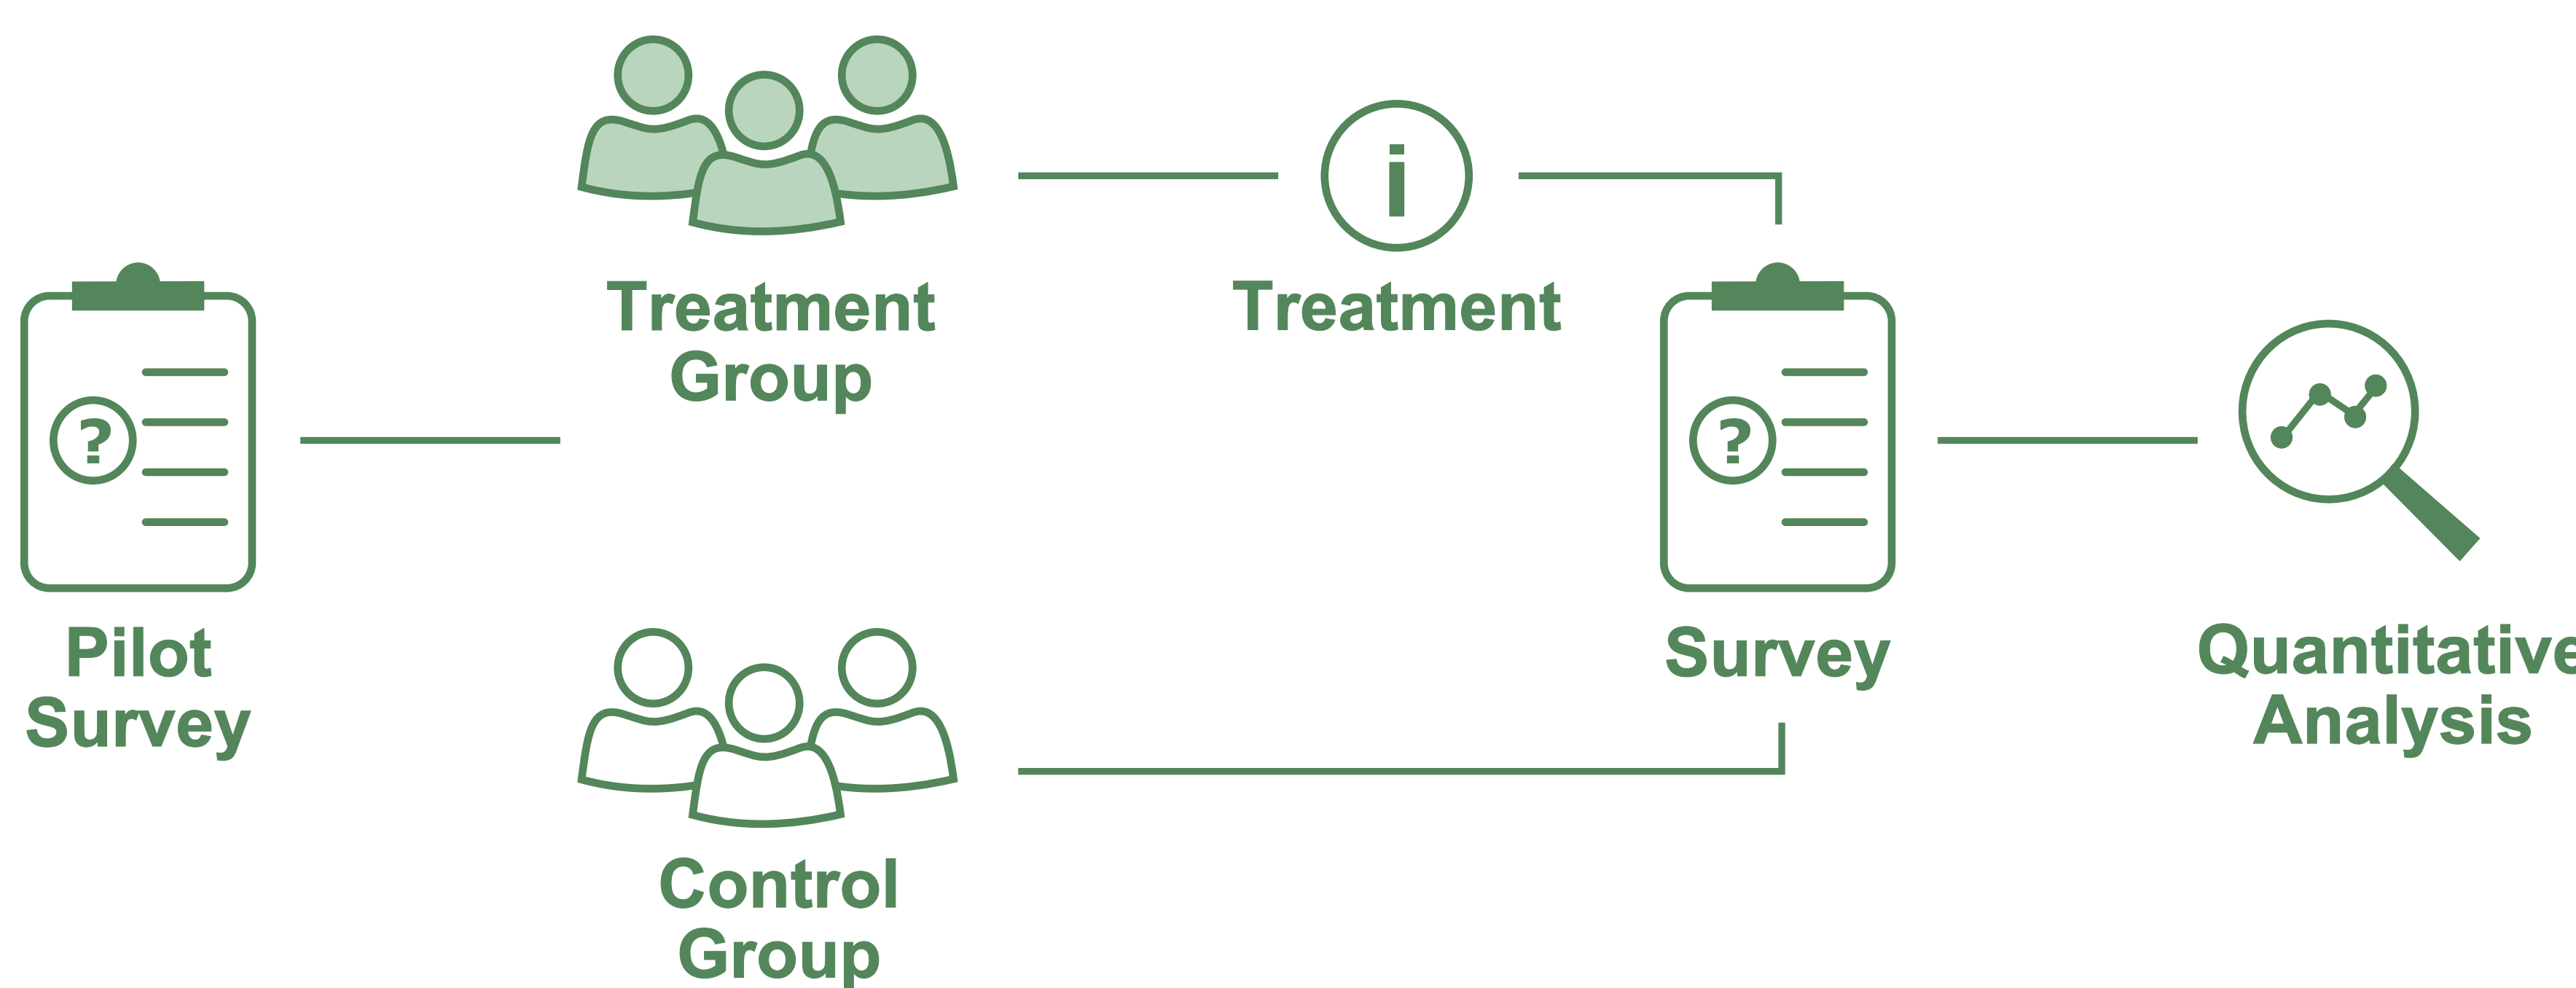 Treatment
Group
i
Treatment
?
Pilot
Survey
?
Survey
Quantitative
Analysis
Control
Group